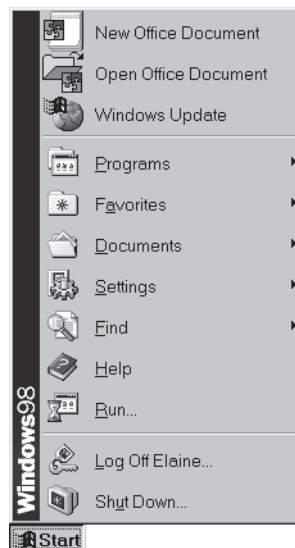 New Office Document
Open Office Document
Windows Update
Programs
Favorites
Documents
Settings
Find
Help
Run...
Log Off Elaine...
Shut Down...
Windows98
Start